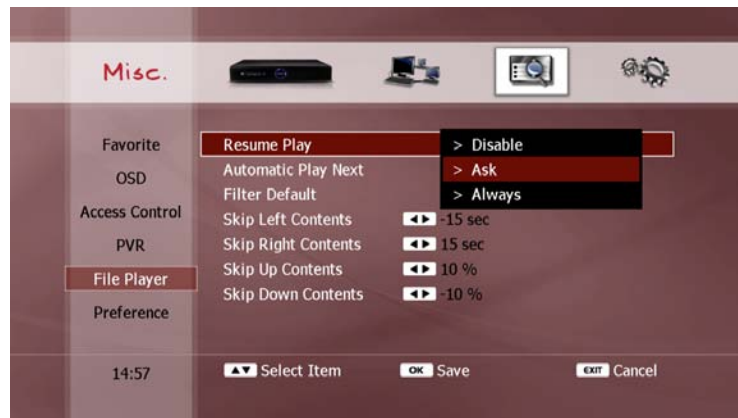 Misc.
Favorite
OSD
Access Control
PVR
File Player
Preference
14:57
Resume Play
> Disable
> Ask
> Always
Automatic Play Next
Filter Default
Skip Left Contents -15 sec
Skip Right Contents 15 sec
Skip Up Contents 10 %
Skip Down Contents -10 %
Select Item
OK Save
EXIT Cancel